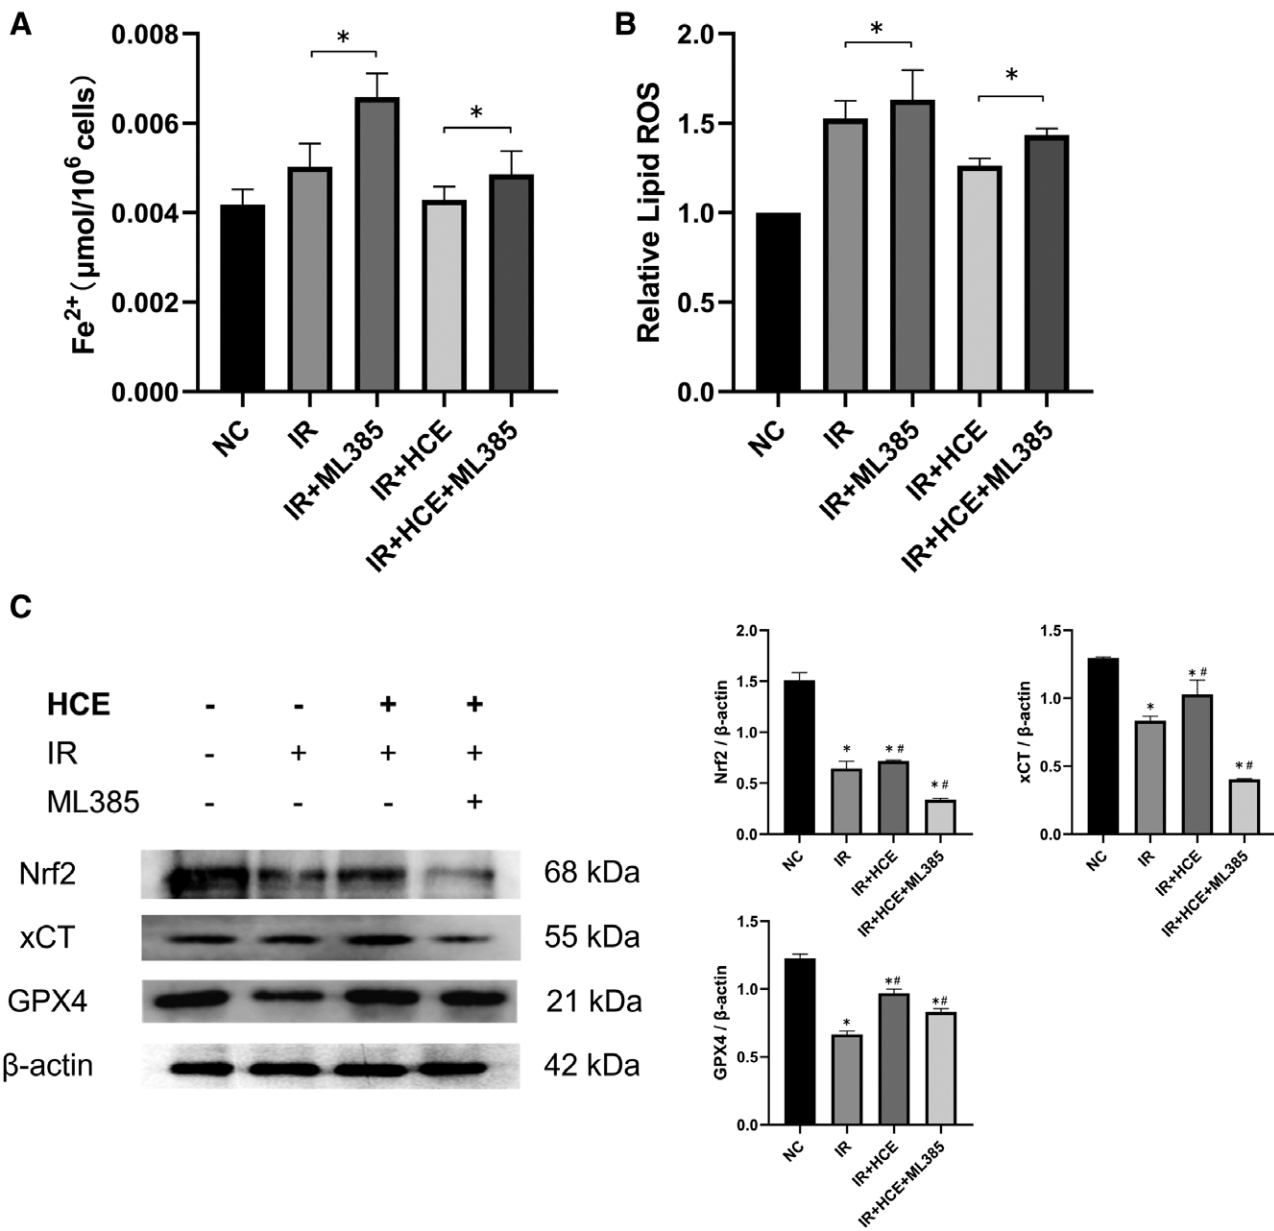 A
Fe2+ (μmol/10^6 cells)
0.008
0.006
0.004
0.002
0.000
*
*
NC
IR
IR+ML385
IR+HCE
IR+HCE+ML385
B
Relative Lipid ROS
2.0
1.5
1.0
0.5
0.0
*
*
NC
IR
IR+ML385
IR+HCE
IR+HCE+ML385
C
HCE - - + +
IR - + + +
ML385 - - - +
Nrf2 68 kDa
xCT 55 kDa
GPX4 21 kDa
β-actin 42 kDa
Nrf2 / β-actin
2.0
1.5
1.0
0.5
0.0
*
* #
* #
NC
IR
IR+HCE
IR+HCE+ML385
xCT / β-actin
1.5
1.0
0.5
0.0
*
* #
* #
NC
IR
IR+HCE
IR+HCE+ML385
GPX4 / β-actin
1.5
1.0
0.5
0.0
*
*#
*#
NC
IR
IR+HCE
IR+HCE+ML385